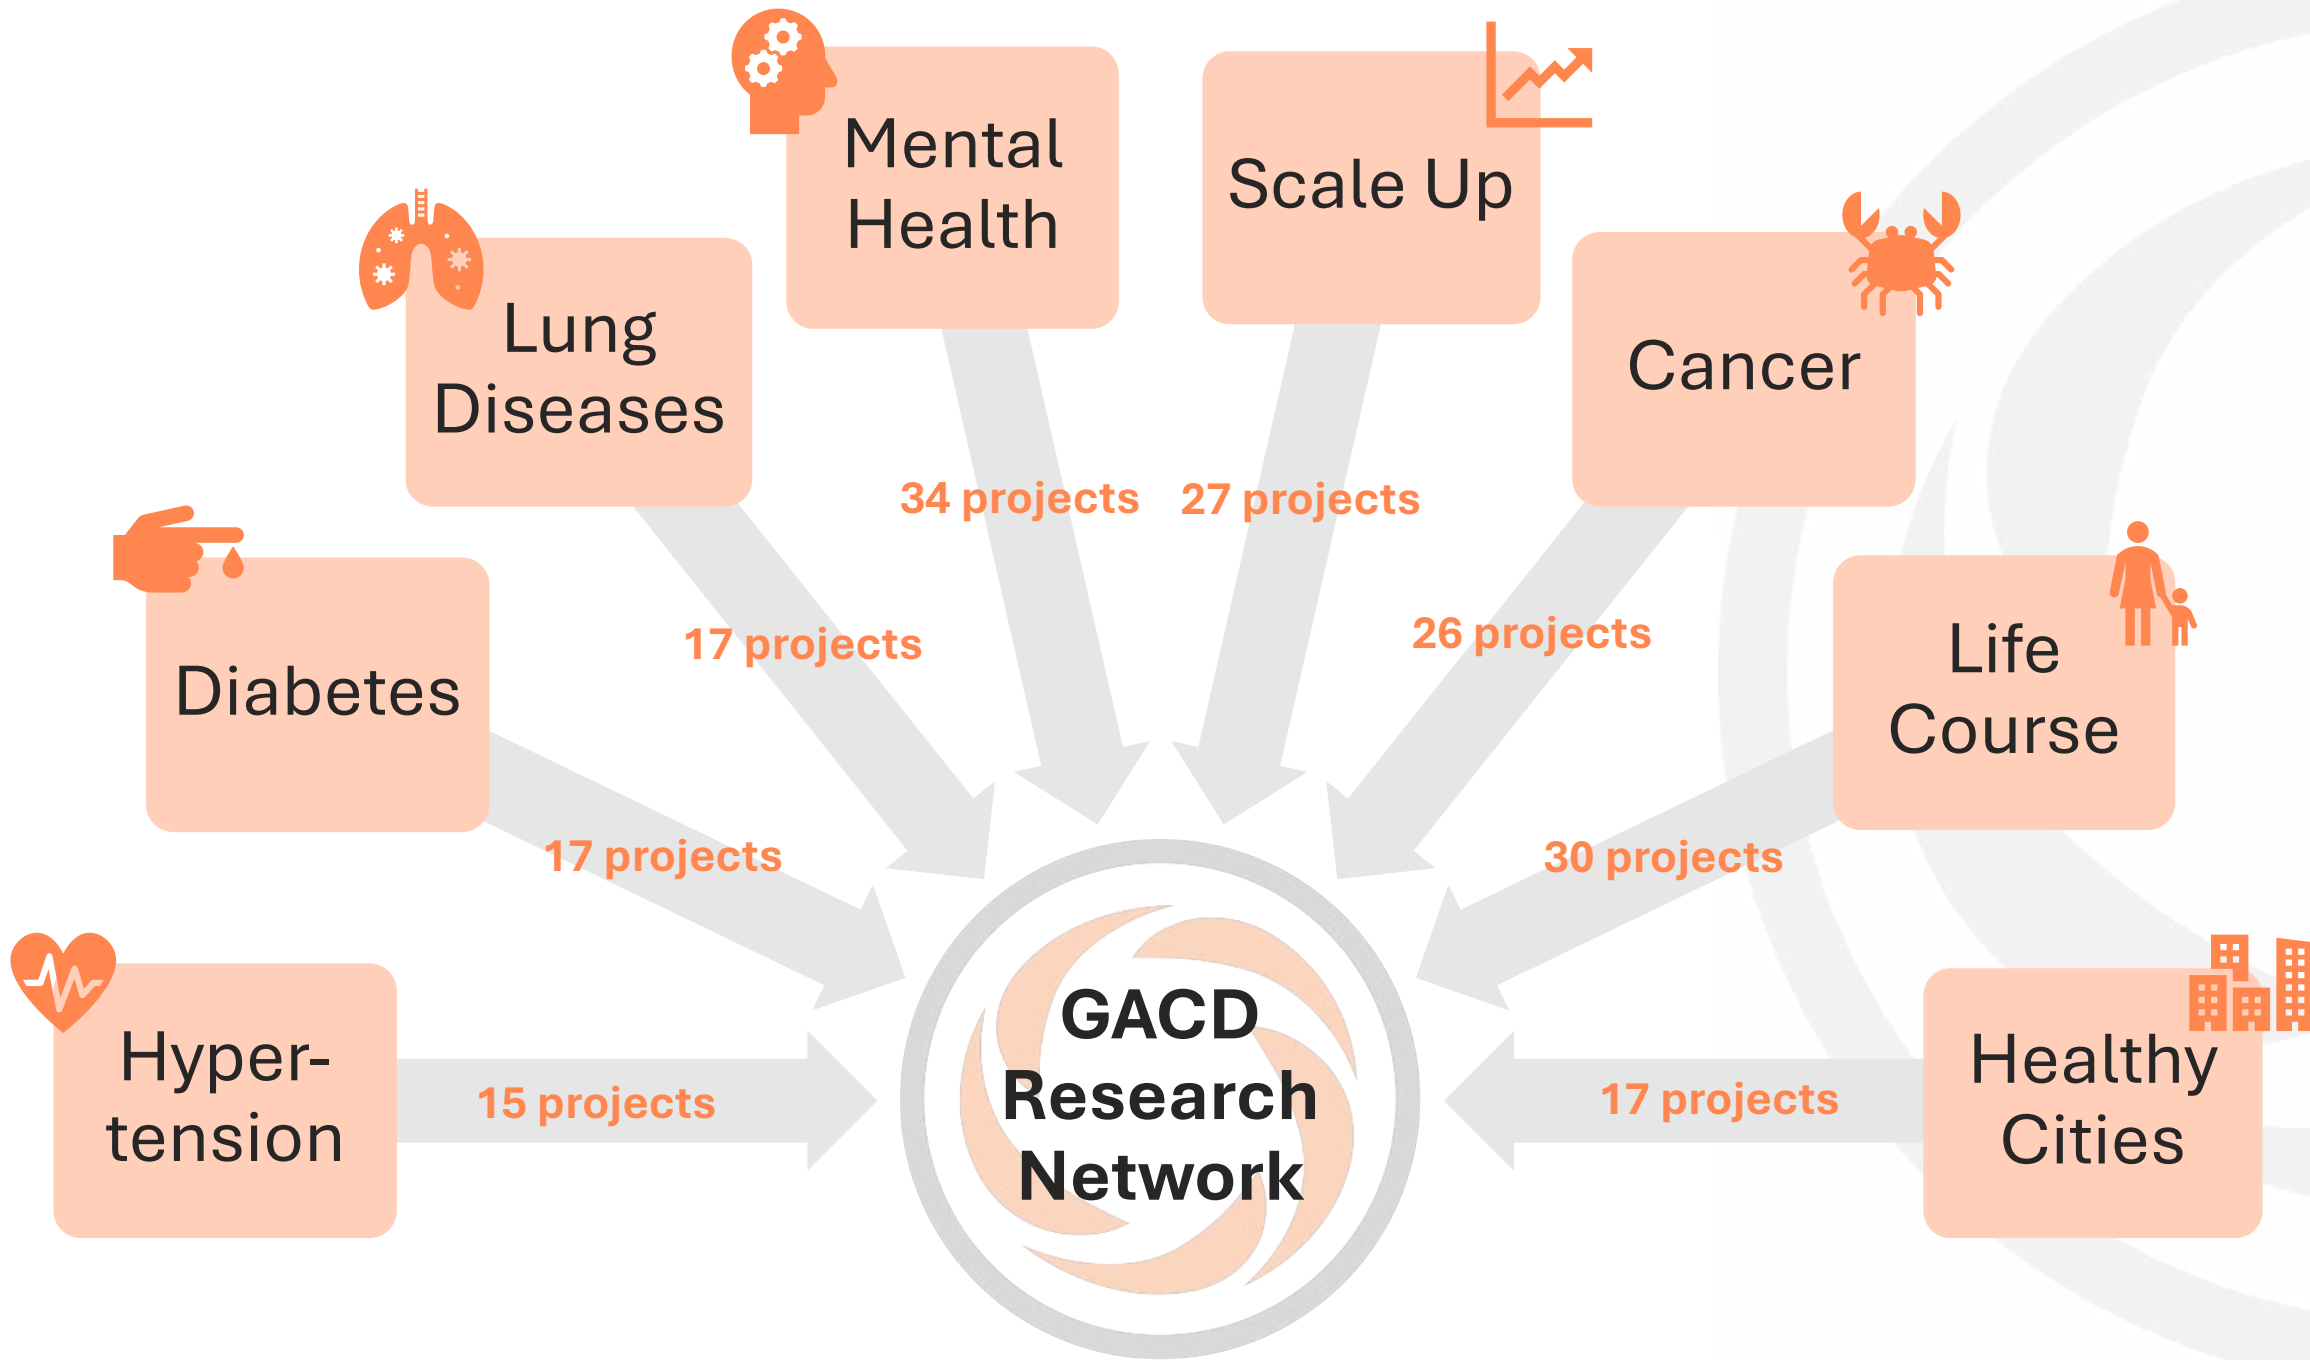 Mental
Health
Scale Up
Lung
Diseases
Cancer
34 projects
27 projects
Diabetes
17 projects
26 projects
Life
Course
17 projects
30 projects
Hyper-
tension
15 projects
GACD
Research
Network
17 projects
Healthy
Cities